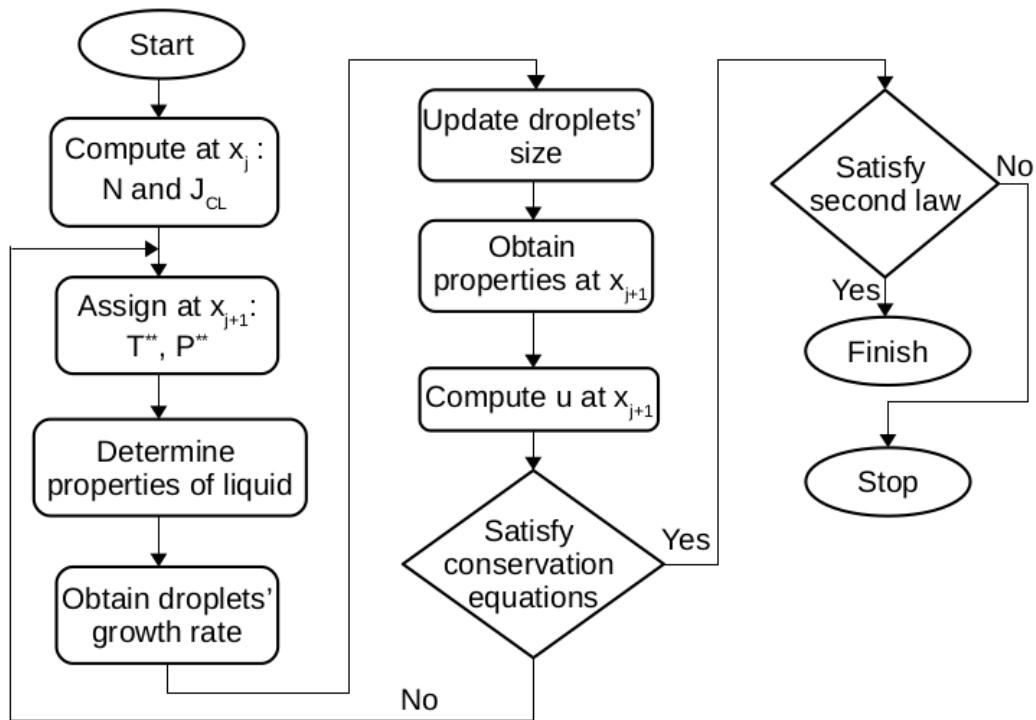 Start
Compute at x_j :
N and J_CL
Assign at x_j+1:
T**, P**
Determine
properties of liquid
Obtain droplets’
growth rate
Update droplets’
size
Obtain
properties at x_j+1
Compute u at x_j+1
Satisfy
conservation
equations
Yes
No
Satisfy
second law
No
Yes
Finish
Stop